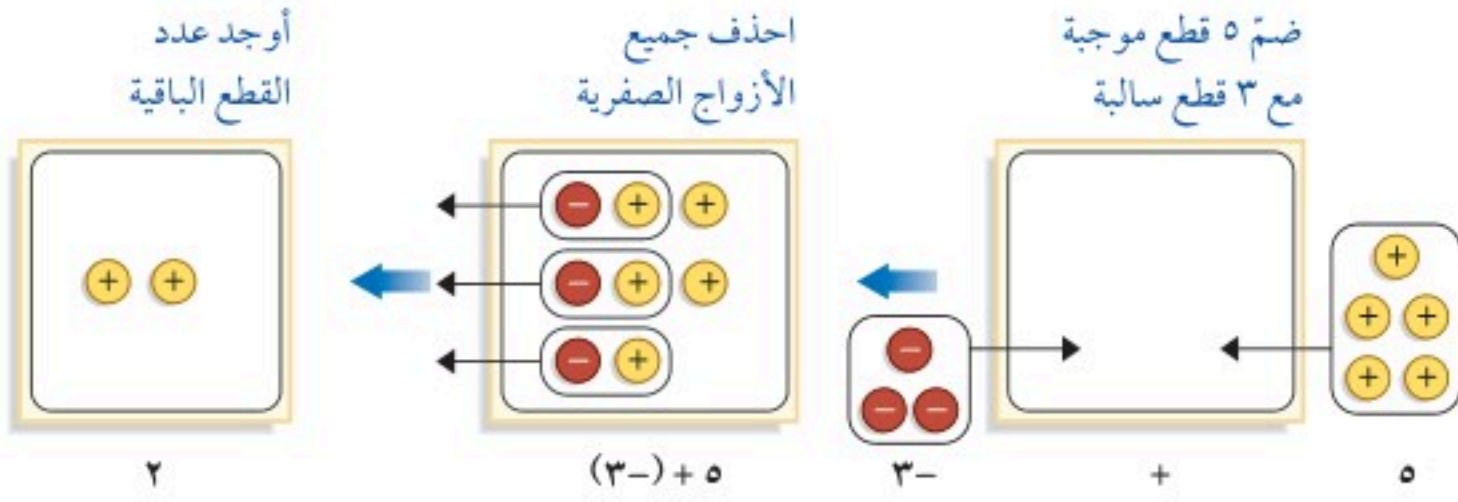 ضمّ ٥ قطع موجبة
مع ٣ قطع سالبة
احذف جميع
الأزواج الصفرية
أوجد عدد
القطع الباقية
+
+ +
+ +
−
− −
− + +
− + +
− +
+ +
٥ + −٣
٥ + (−٣)
٢